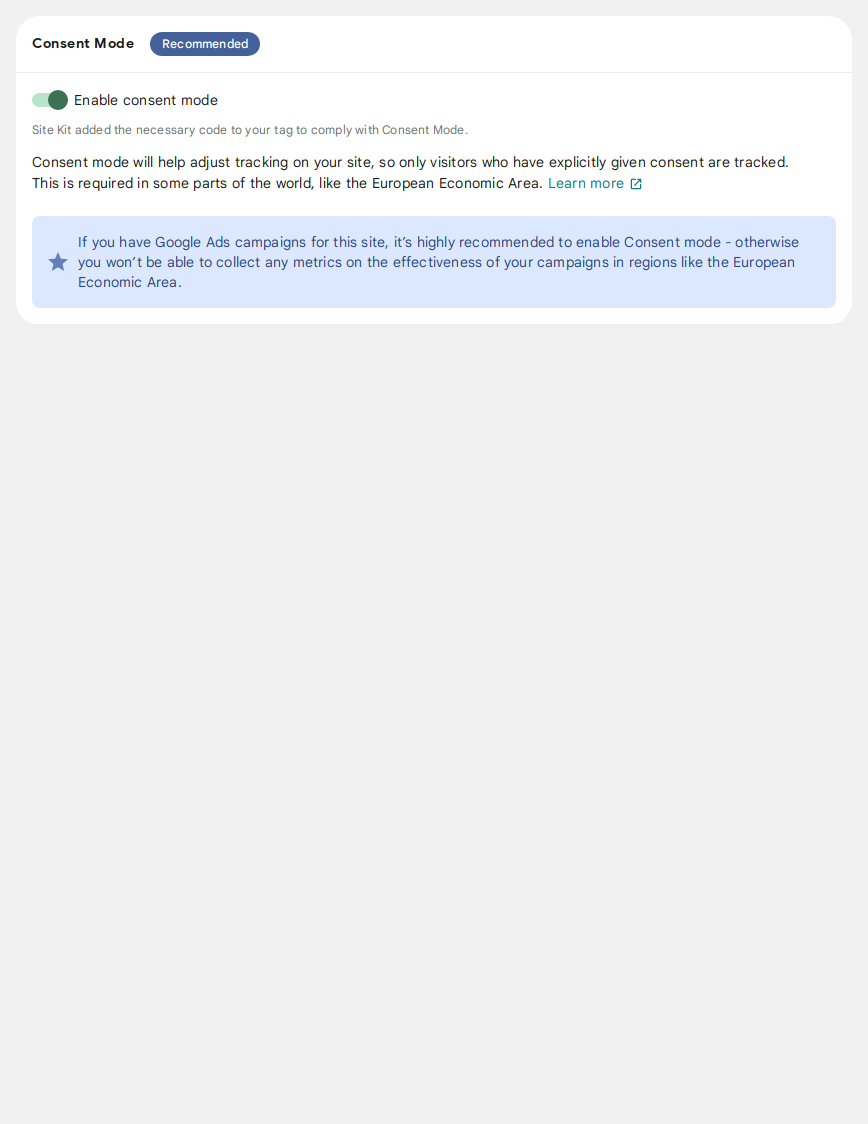 Consent Mode Recommended
Enable consent mode
Site Kit added the necessary code to your tag to comply with Consent Mode.
Consent mode will help adjust tracking on your site, so only visitors who have explicitly given consent are tracked.
This is required in some parts of the world, like the European Economic Area. Learn more
If you have Google Ads campaigns for this site, it’s highly recommended to enable Consent mode - otherwise
you won’t be able to collect any metrics on the effectiveness of your campaigns in regions like the European
Economic Area.